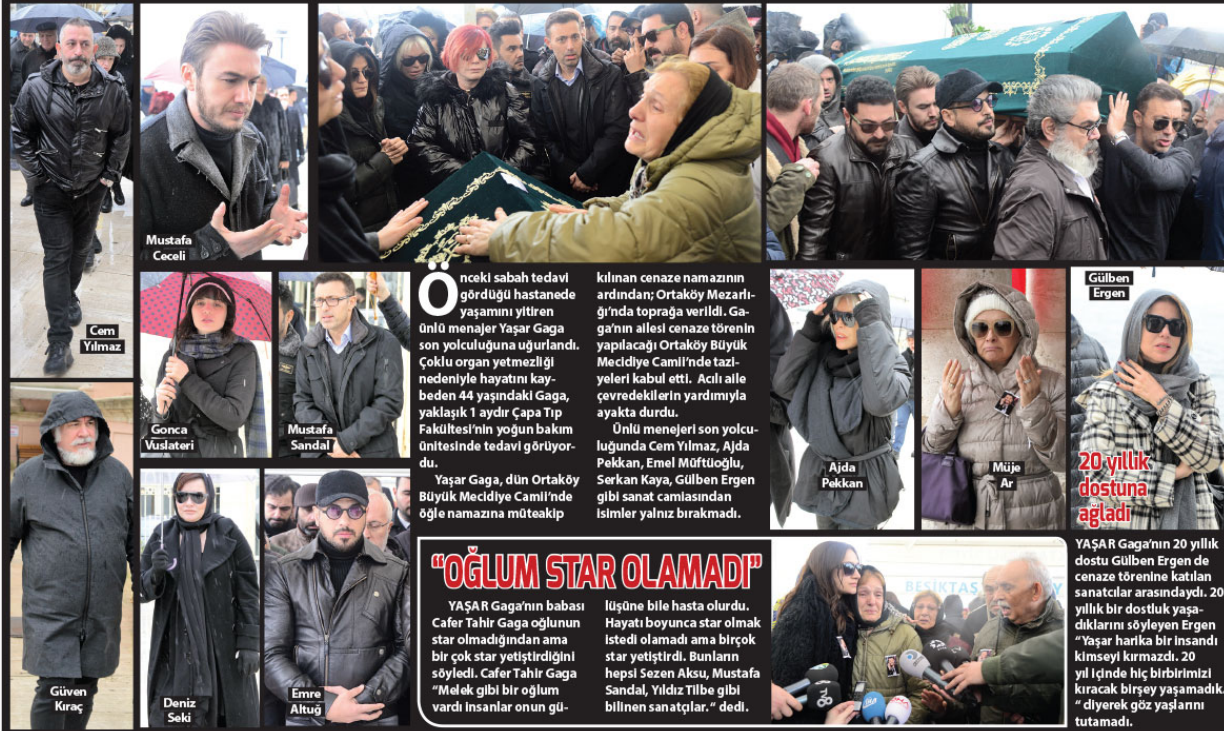 Cem
Yılmaz
Mustafa
Ceceli
Gonca
Vuslateri
Mustafa
Sandal
Güven
Kıraç
Deniz
Seki
Emre
Altuğ
Önceki sabah tedavi
gördüğü hastanede
yaşamını yitiren
ünlü menajer Yaşar Gaga
son yolculuğuna uğurlandı.
Çoklu organ yetmezliği
nedeniyle hayatını kay-
beden 44 yaşındaki Gaga,
yaklaşık 1 aydır Çapa Tıp
Fakültesi’nin yoğun bakım
ünitesinde tedavi görüyor-
du.
Yaşar Gaga, dün Ortaköy
Büyük Mecidiye Camii’nde
öğle namazına müteakip
kılınan cenaze namazının
ardından; Ortaköy Mezarlı-
ğı’nda toprağa verildi. Ga-
ga’nın ailesi cenaze törenin
yapılacağı Ortaköy Büyük
Mecidiye Camii’nde tazi-
yeleri kabul etti. Acılı aile
çevredekilerin yardımıyla
ayakta durdu.
Ünlü menejeri son yolcu-
luğunda Cem Yılmaz, Ajda
Pekkan, Emel Müftüoğlu,
Serkan Kaya, Gülben Ergen
gibi sanat camiasından
isimler yalnız bırakmadı.
Ajda
Pekkan
Müje
Ar
Gülben
Ergen
“OĞLUM STAR OLAMADI”
YAŞAR Gaga’nın babası
Cafer Tahir Gaga oğlunun
star olmadığından ama
bir çok star yetiştirdiğini
söyledi. Cafer Tahir Gaga
“Melek gibi bir oğlum
vardı insanlar onun gü-
lüşüne bile hasta olurdu.
Hayatı boyunca star olmak
istedi olamadı ama birçok
star yetiştirdi. Bunların
hepsi Sezen Aksu, Mustafa
Sandal, Yıldız Tilbe gibi
bilinen sanatçılar.“ dedi.
BEŞİKTAŞ
TV8
20 yıllık
dostuna
ağladı
YAŞAR Gaga’nın 20 yıllık
dostu Gülben Ergen de
cenaze törenine katılan
sanatcılar arasındaydı. 20
yıllık bir dostluk yaşa-
dıklarını söyleyen Ergen
“Yaşar harika bir insandı
kimseyi kırmazdı. 20
yıl içinde hiç birbirimizi
kıracak birşey yaşamadık.
“ diyerek göz yaşlarını
tutamadı.